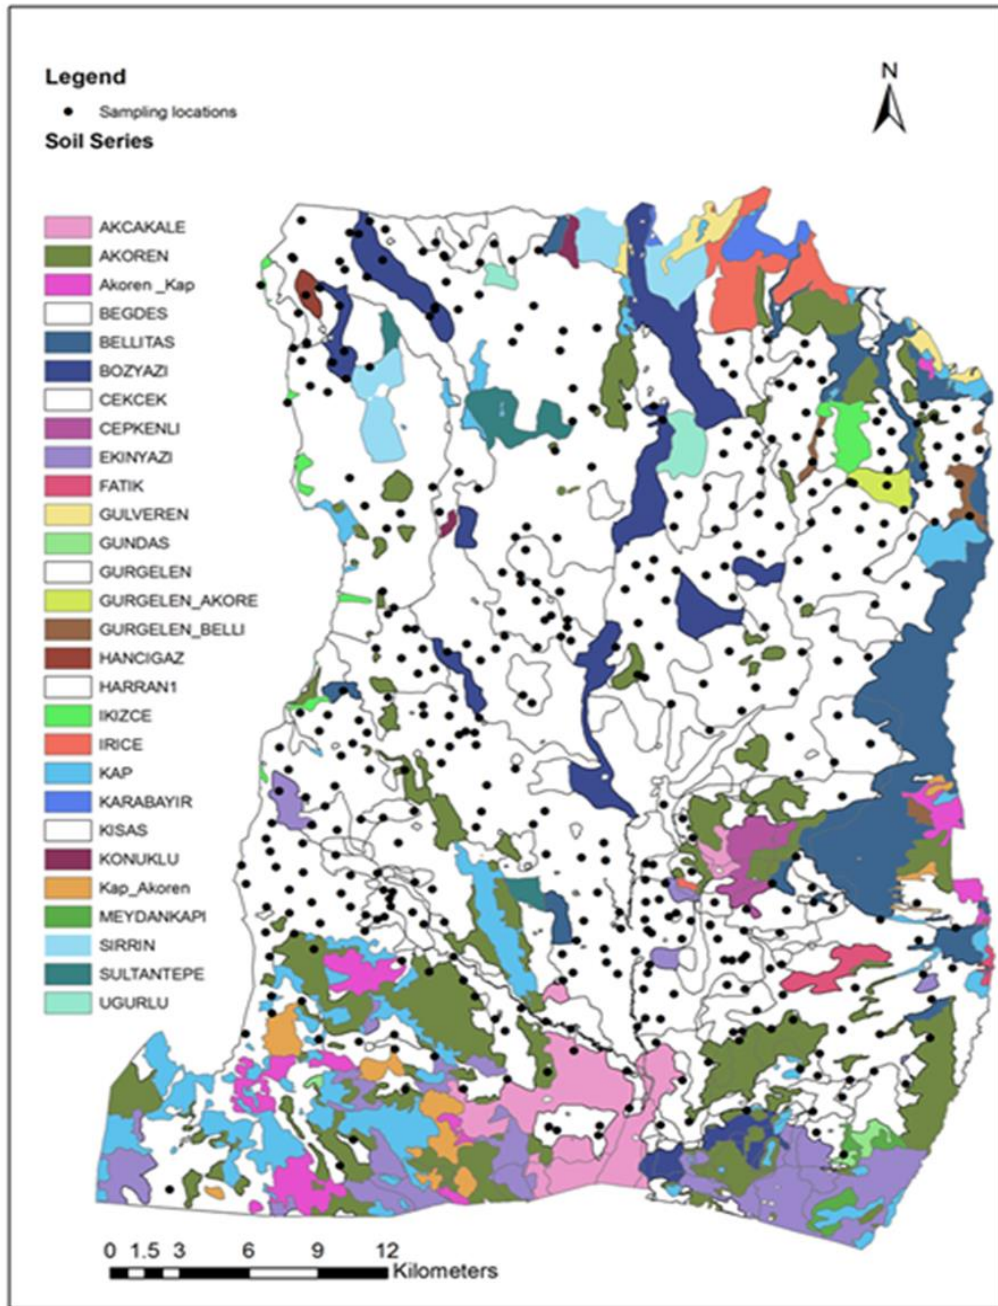 N
Legend
Sampling locations
Soil Series
AKCAKALE
AKOREN
Akoren _Kap
BEGDES
BELLITAS
BOZYAZI
CEKCEK
CEPKENLI
EKINYAZI
FATIK
GULVEREN
GUNDAS
GURGELEN
GURGELEN_AKORE
GURGELEN_BELLI
HANCIGAZ
HARRAN1
IKIZCE
IRICE
KAP
KARABAYIR
KISAS
KONUKLU
Kap_Akoren
MEYDANKAPI
SIRRIN
SULTANTEPE
UGURLU
0 1.5 3 6 9 12
Kilometers